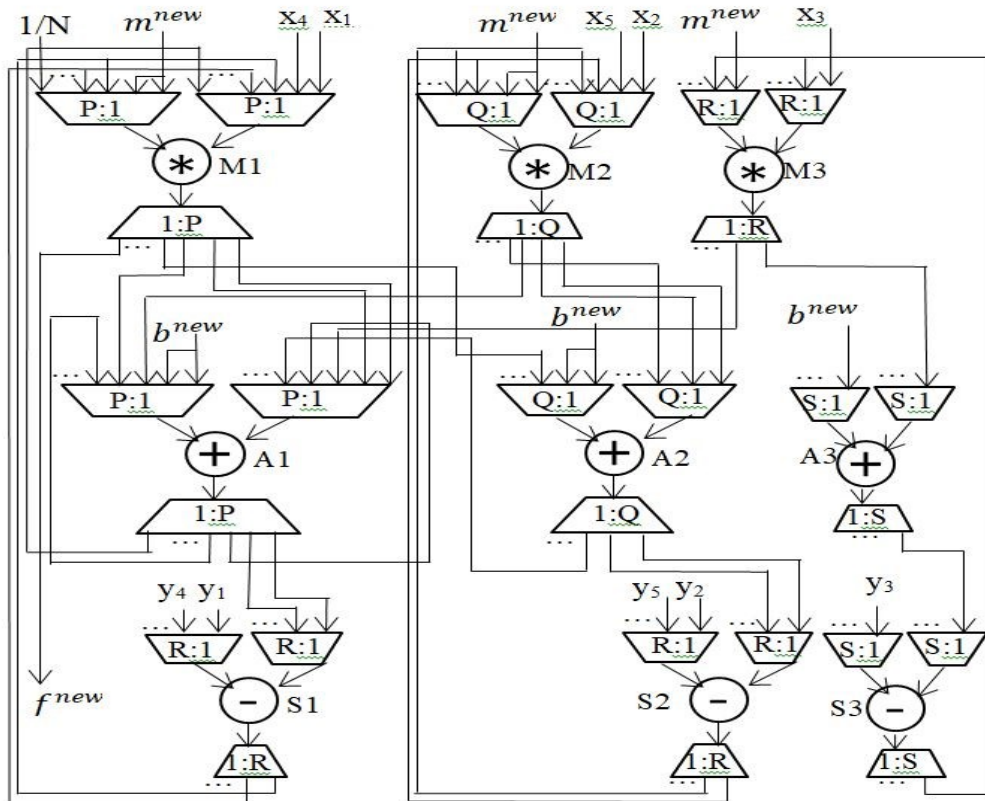 1/N m^new x4 x1 m^new x5 x2 m^new x3
... P:1 ... P:1 ... Q:1 ... Q:1 ... R:1 ... R:1
* M1 * M2 * M3
1:P 1:Q 1:R
... ... ...
b^new b^new b^new
... P:1 ... P:1 ... Q:1 ... Q:1 ... S:1 ... S:1
+ A1 + A2 A3 +
1:P 1:Q 1:S
... ... ...
y4 y1 y5 y2 y3
... R:1 ... R:1 ... R:1 ... R:1 ... S:1 ... S:1
f^new - S1 S2 - S3 -
1:R 1:R 1:S
... ... ...